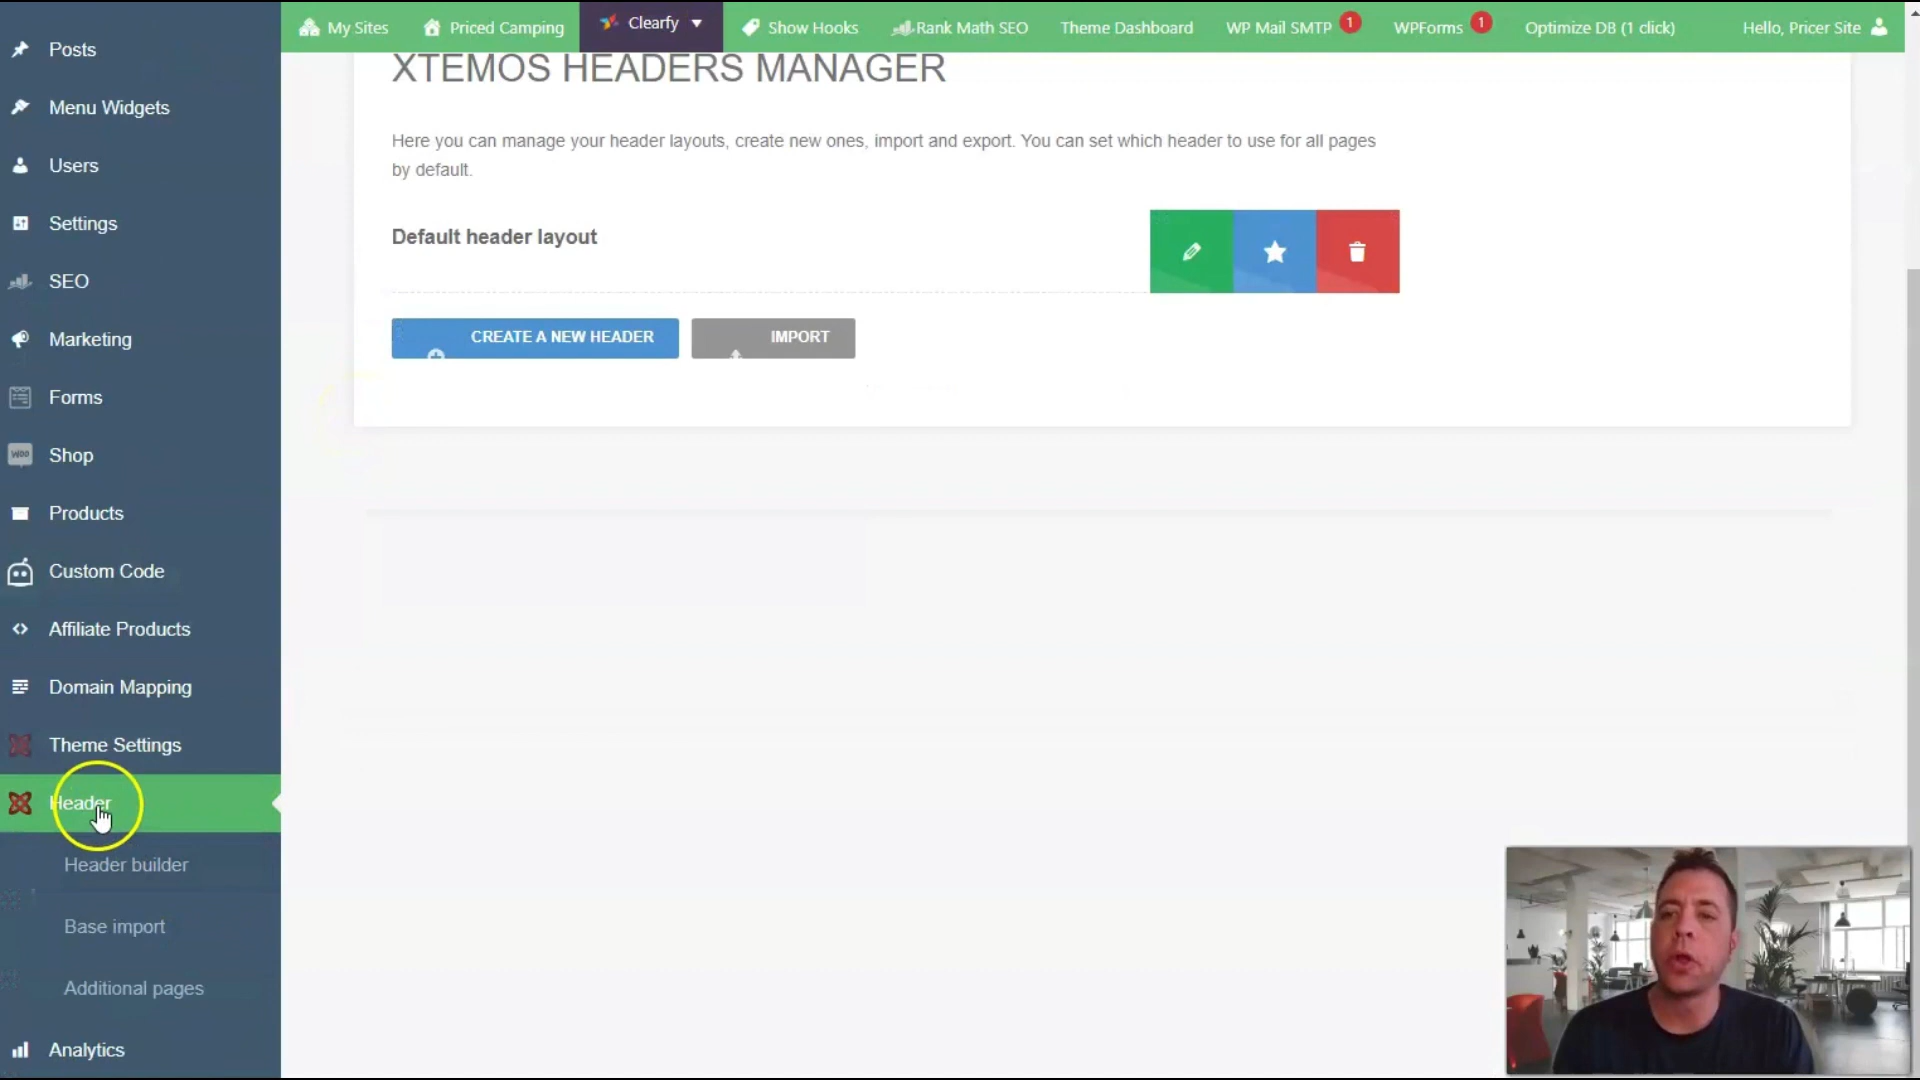 My Sites
Priced Camping
Clearfy
Show Hooks
Rank Math SEO
Theme Dashboard
WP Mail SMTP 1
WPForms 1
Optimize DB (1 click)
Hello, Pricer Site
Posts
Menu Widgets
Users
Settings
SEO
Marketing
Forms
WOO
Shop
Products
Custom Code
Affiliate Products
Domain Mapping
Theme Settings
Header
Header builder
Base import
Additional pages
Analytics
XTEMOS HEADERS MANAGER
Here you can manage your header layouts, create new ones, import and export. You can set which header to use for all pages
by default.
Default header layout
CREATE A NEW HEADER
IMPORT